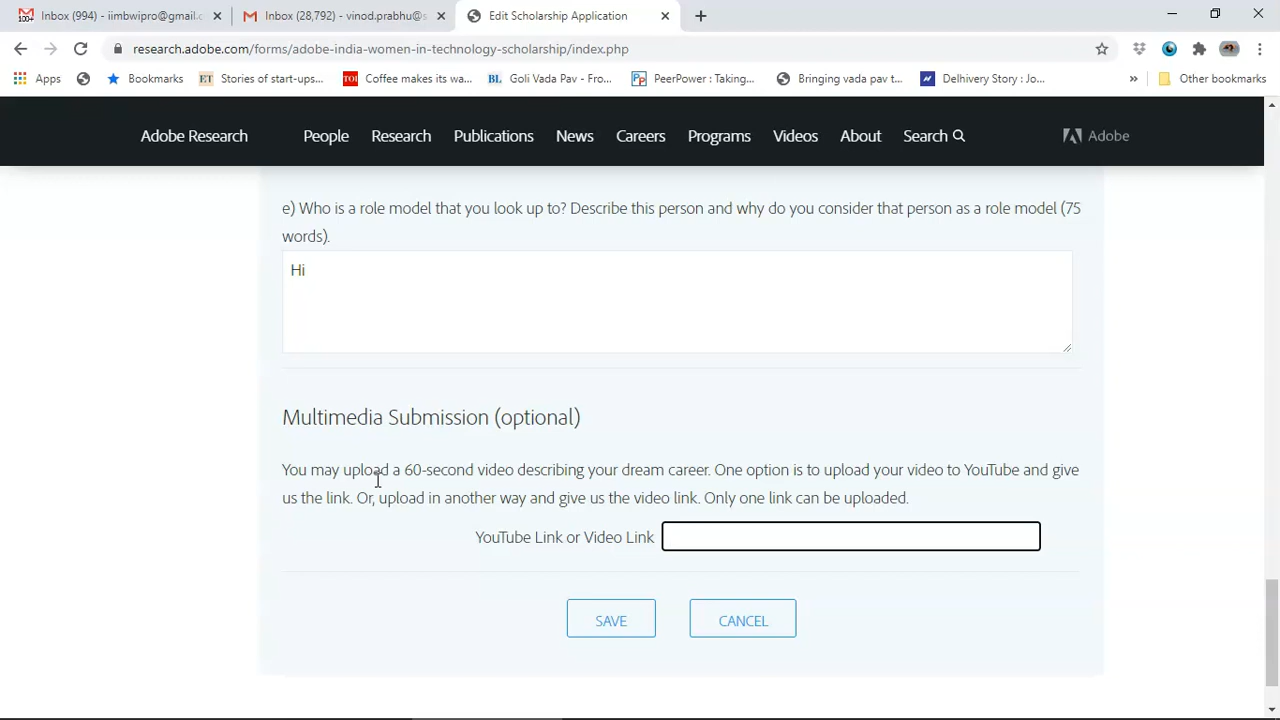 Inbox (994) - iimbwipro@gmail.c
Inbox (28,792) - vinod.prabhu@s
Edit Scholarship Application
100+
research.adobe.com/forms/adobe-india-women-in-technology-scholarship/index.php
Apps
Bookmarks
ET Stories of start-ups...
TOI Coffee makes its wa...
BL Goli Vada Pav - Fro...
PeerPower : Taking...
Bringing vada pav t...
Delhivery Story : Jo...
» Other bookmarks
Adobe Research People Research Publications News Careers Programs Videos About Search Adobe
e) Who is a role model that you look up to? Describe this person and why do you consider that person as a role model (75
words).
Hi
Multimedia Submission (optional)
You may upload a 60-second video describing your dream career. One option is to upload your video to YouTube and give
us the link. Or, upload in another way and give us the video link. Only one link can be uploaded.
YouTube Link or Video Link
SAVE CANCEL